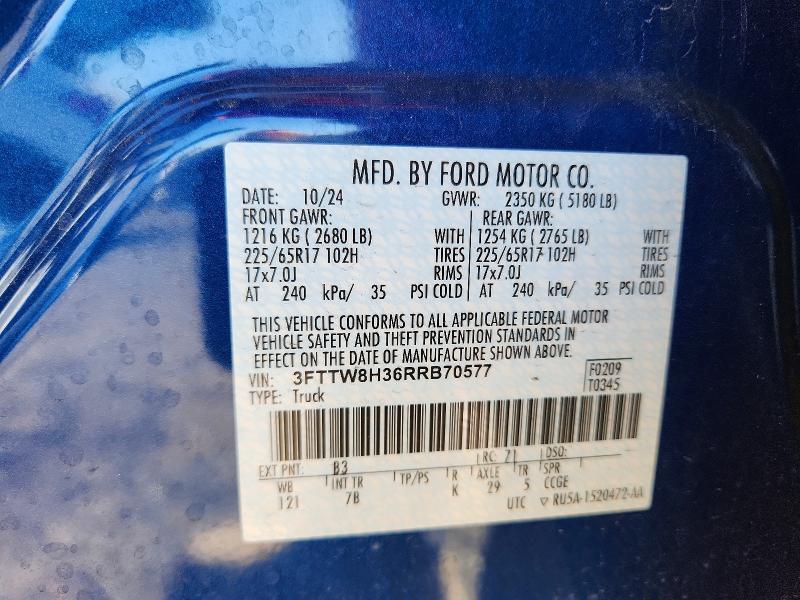 MFD. BY FORD MOTOR CO.
DATE: 10/24 GVWR: 2350 KG ( 5180 LB)
FRONT GAWR: REAR GAWR:
1216 KG ( 2680 LB) WITH 1254 KG ( 2765 LB) WITH
225/65R17 102H TIRES 225/65R17 102H TIRES
17x7.0J RIMS 17x7.0J RIMS
AT 240 kPa/ 35 PSI COLD AT 240 kPa/ 35 PSI COLD
THIS VEHICLE CONFORMS TO ALL APPLICABLE FEDERAL MOTOR
VEHICLE SAFETY AND THEFT PREVENTION STANDARDS IN
EFFECT ON THE DATE OF MANUFACTURE SHOWN ABOVE.
VIN: 3FTTW8H36RRB70577 F0209
TYPE: Truck T0345
EXT PNT: B3 RC: 71 DSO:
WB INT TR TP/PS R AXLE TR SPR
121 7B K 29 5 CCGE
UTC ▽ RU5A-1520472-AA